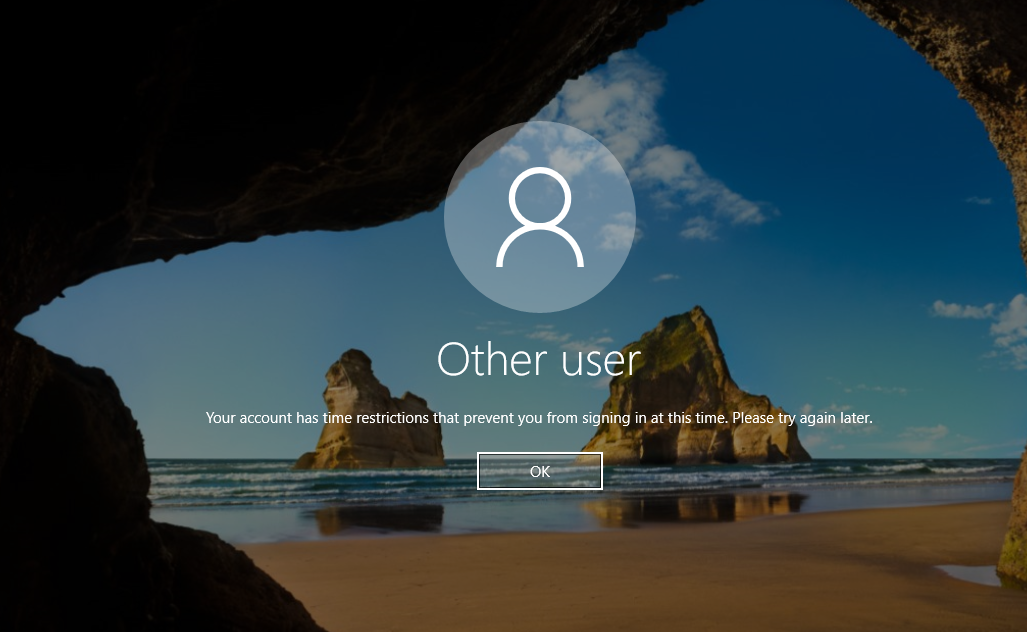 Other user
Your account has time restrictions that prevent you from signing in at this time. Please try again later.
OK